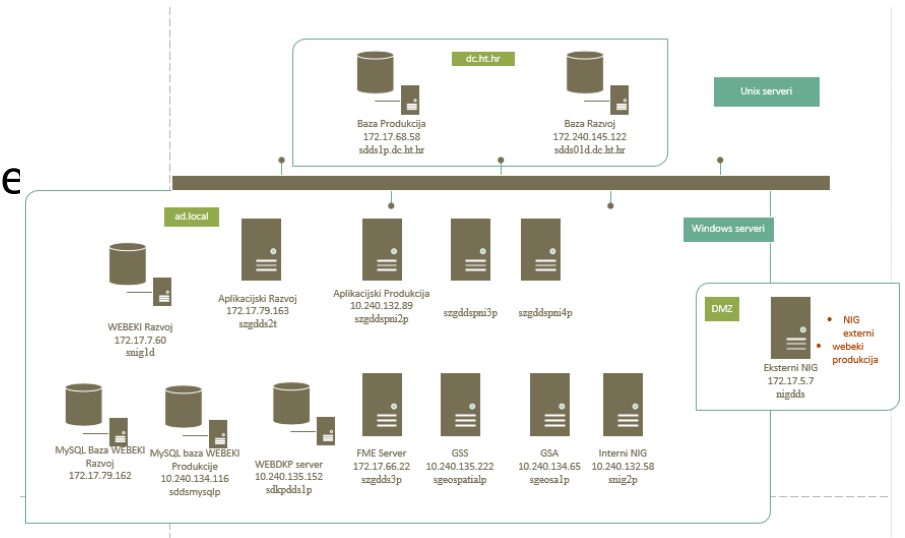 dc.ht.hr
Unix serveri
Baza Produkcija
172.17.68.58
sdds1p.dc.ht.hr
Baza Razvoj
172.240.145.122
sdds01d.dc.ht.hr
e
ad.local
Windows serveri
WEBEKI Razvoj
172.17.7.60
snig1d
Aplikacijski Razvoj
172.17.79.163
szgdds2t
Aplikacijski Produkcija
10.240.132.89
szgddspni2p
szgddspni3p
szgddspni4p
DMZ
• NIG
externi
• webeki
produkcija
Eksterni NIG
172.17.5.7
nigdds
MySQL Baza WEBEKI
Razvoj
172.17.79.162
MySQL baza WEBEKI
Produkcije
10.240.134.116
sddsmysqlp
WEBDKP server
10.240.135.152
sdkpdds1p
FME Server
172.17.66.22
szgdds3p
GSS
10.240.135.222
sgeospatialp
GSA
10.240.134.65
sgeosa1p
Interni NIG
10.240.132.58
snig2p